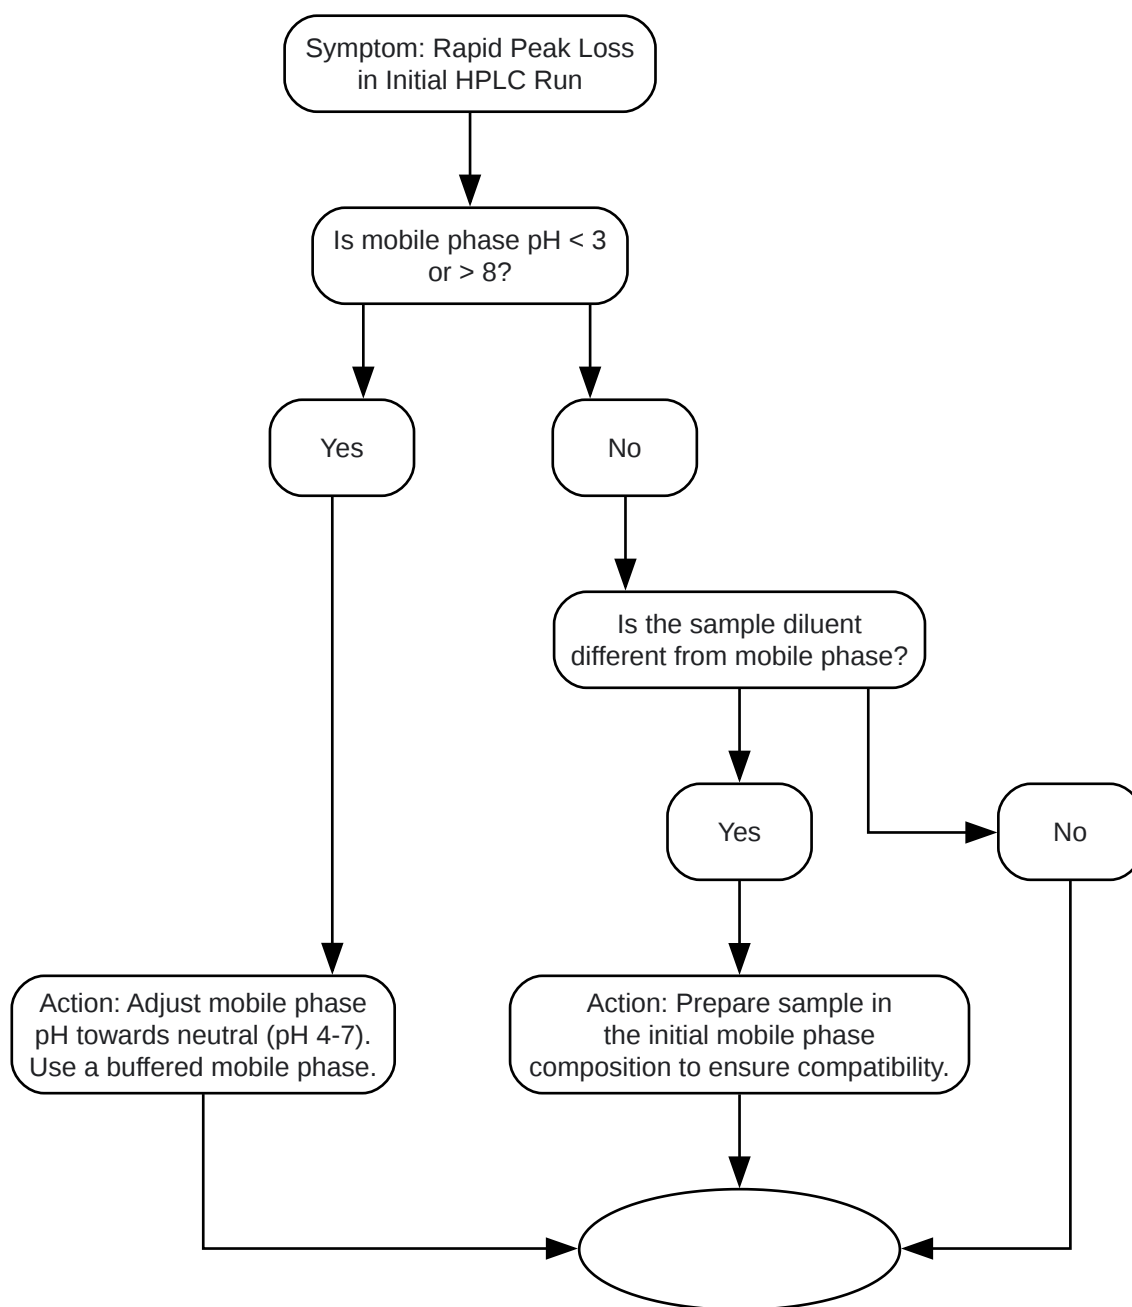 Symptom: Rapid Peak Loss
in Initial HPLC Run
Is mobile phase pH < 3
or > 8?
Yes
No
Is the sample diluent
different from mobile phase?
Yes
No
Action: Adjust mobile phase
pH towards neutral (pH 4-7).
Use a buffered mobile phase.
Action: Prepare sample in
the initial mobile phase
composition to ensure compatibility.